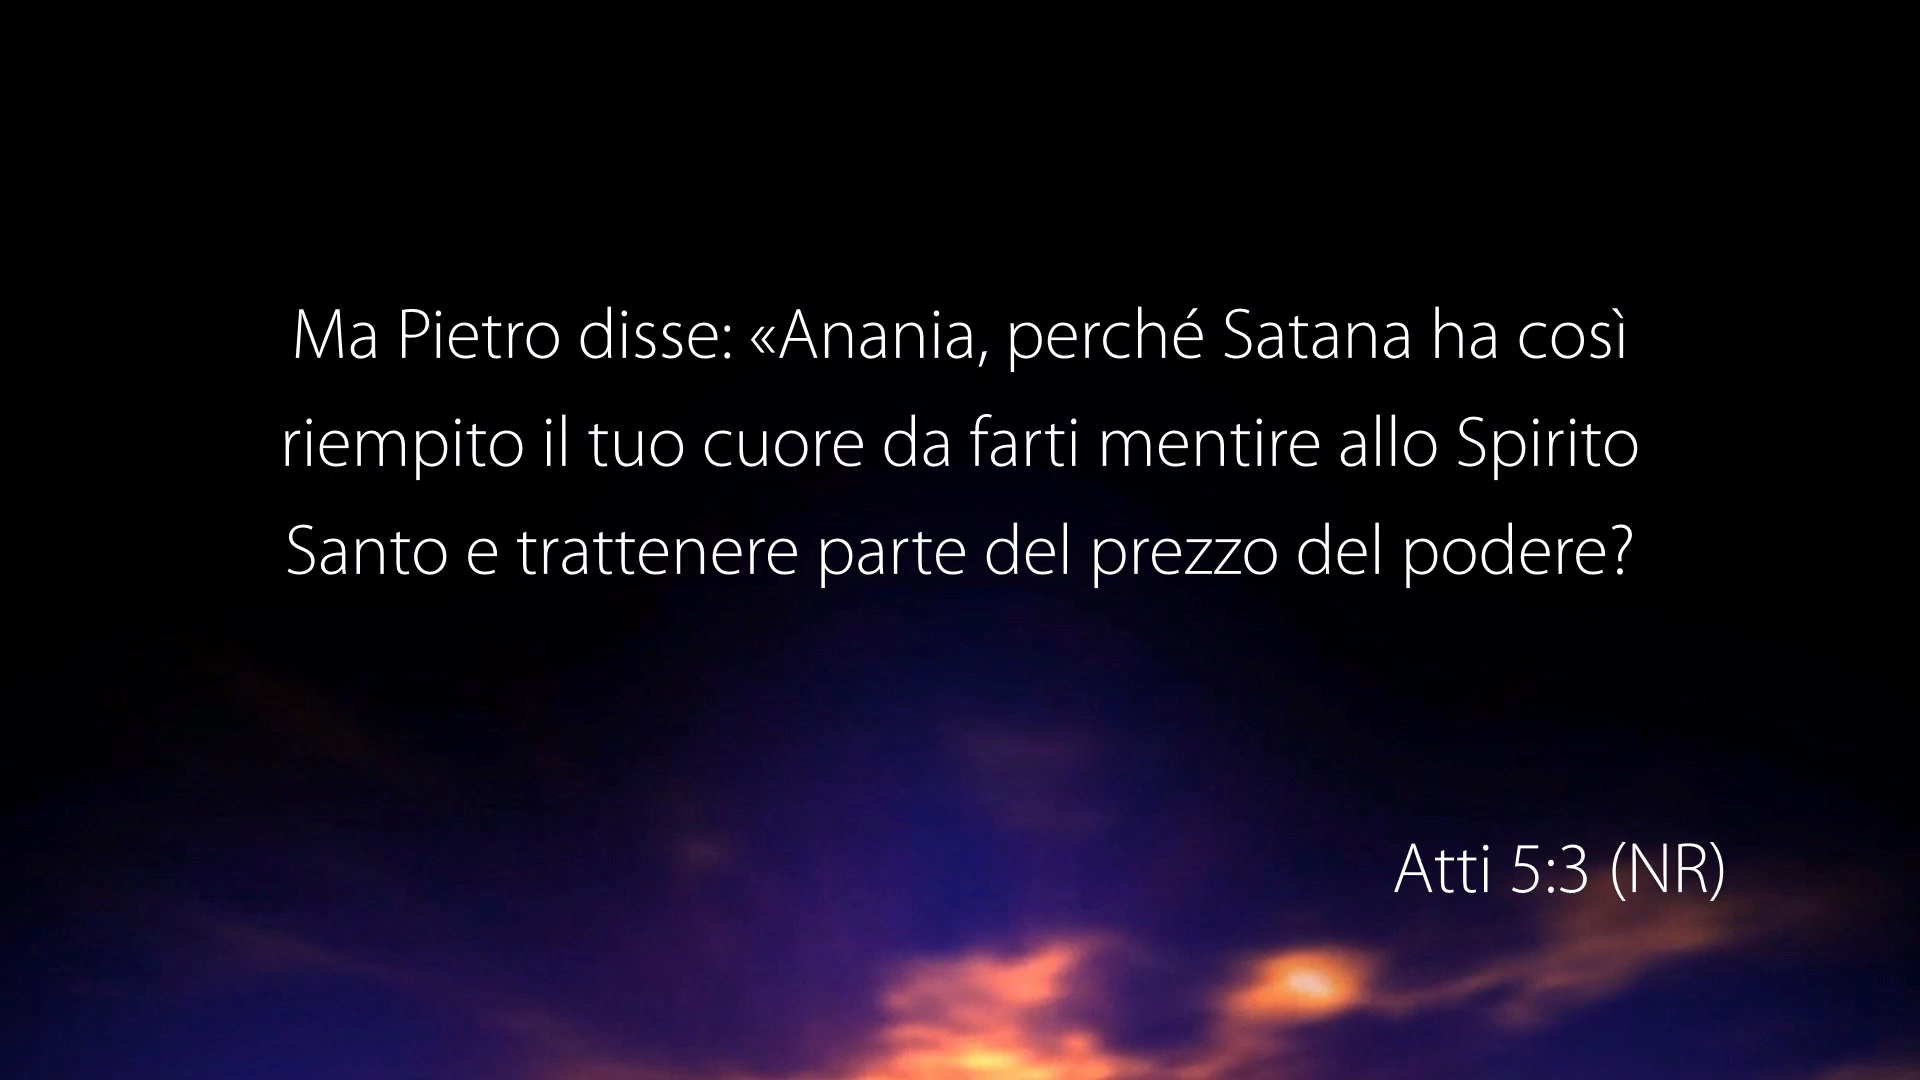 Ma Pietro disse: «Anania, perché Satana ha così
riempito il tuo cuore da farti mentire allo Spirito
Santo e trattenere parte del prezzo del podere?
Atti 5:3 (NR)